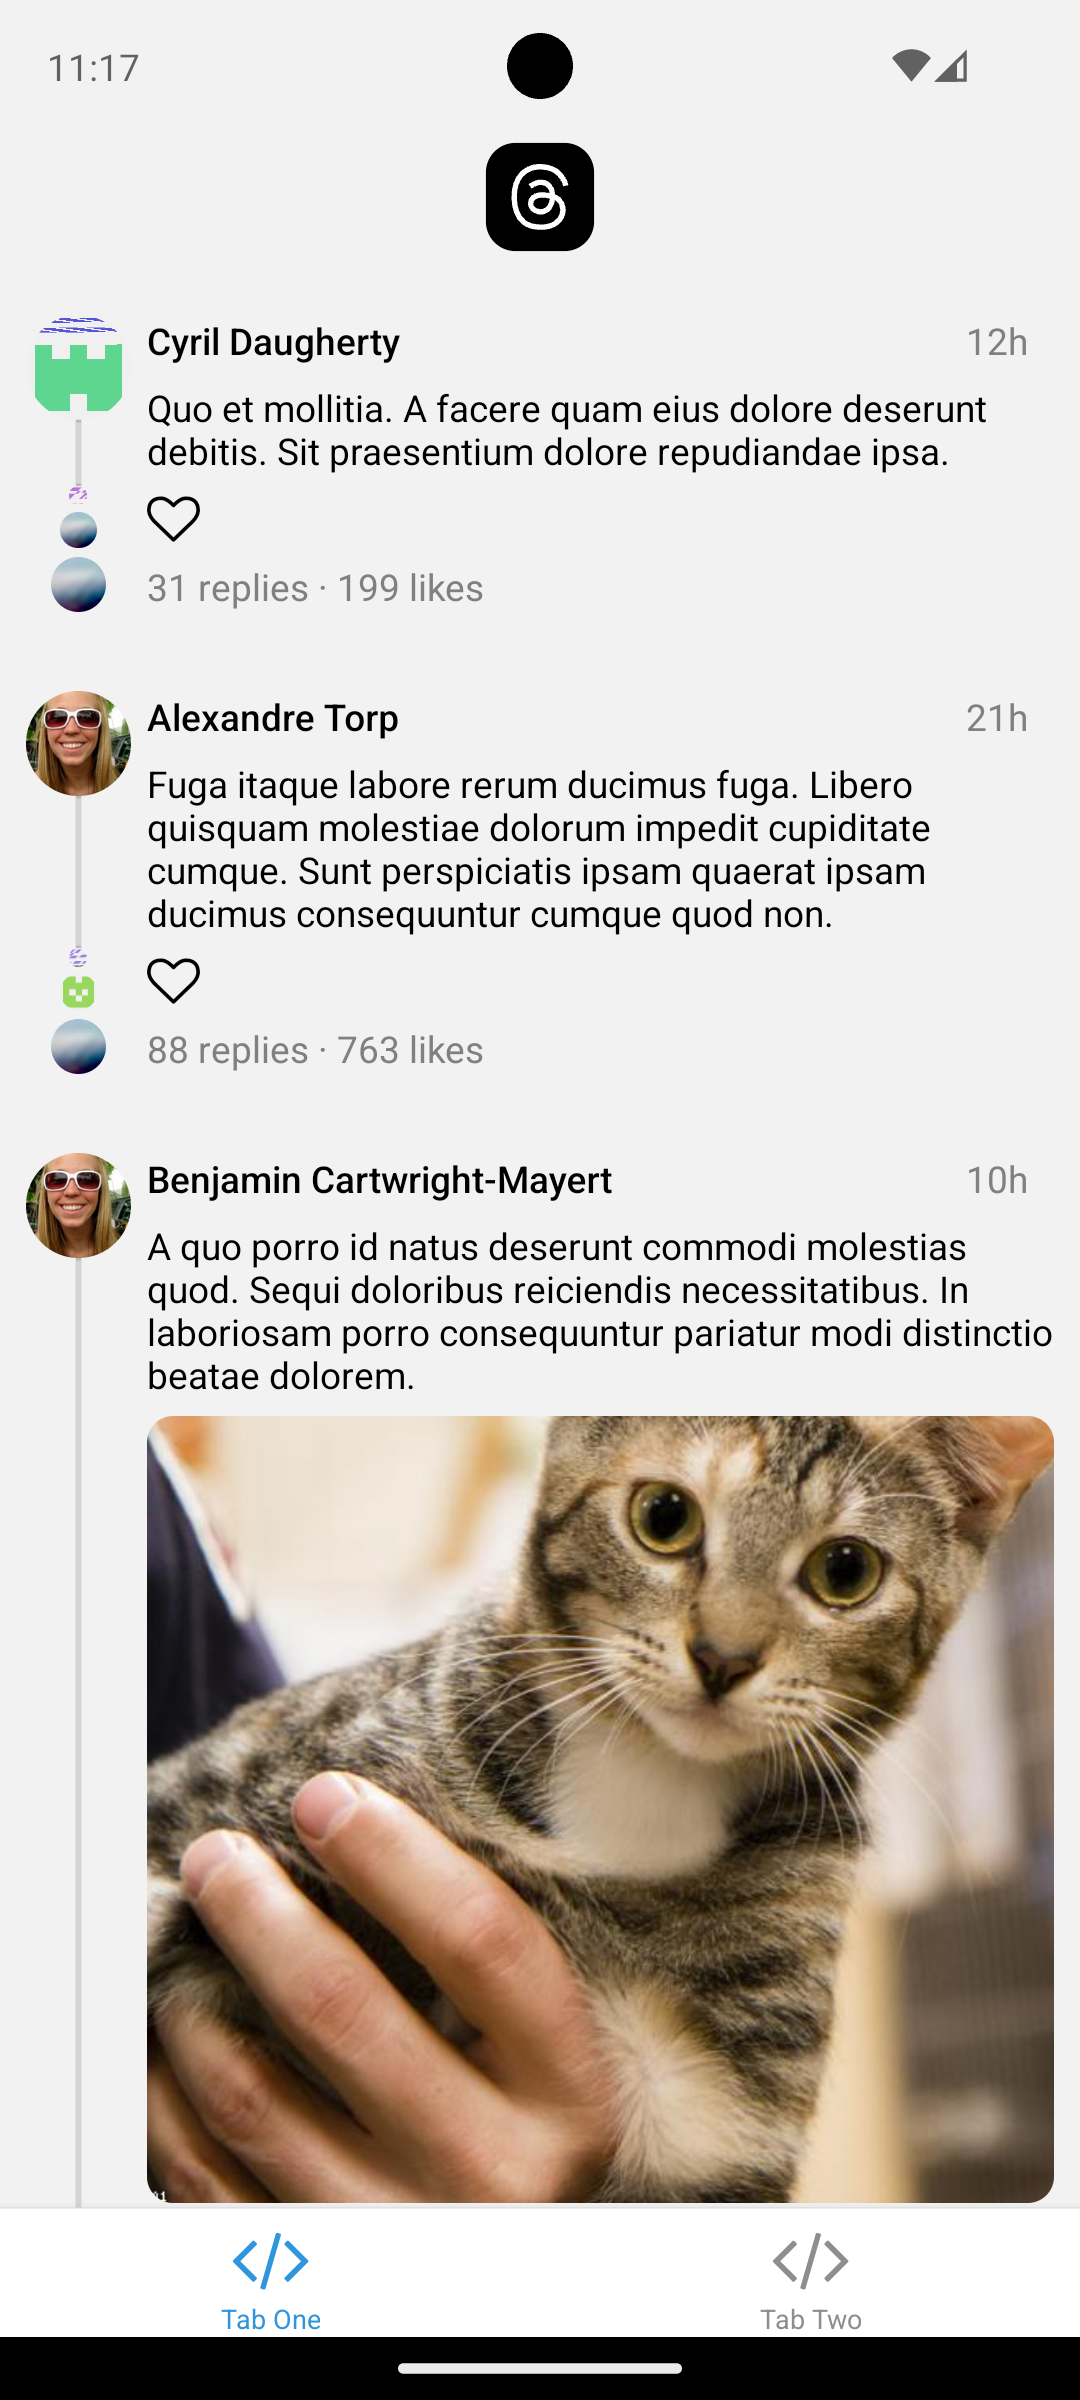 11:17
Cyril Daugherty 12h
Quo et mollitia. A facere quam eius dolore deserunt
debitis. Sit praesentium dolore repudiandae ipsa.
31 replies · 199 likes
Alexandre Torp 21h
Fuga itaque labore rerum ducimus fuga. Libero
quisquam molestiae dolorum impedit cupiditate
cumque. Sunt perspiciatis ipsam quaerat ipsam
ducimus consequuntur cumque quod non.
88 replies · 763 likes
Benjamin Cartwright-Mayert 10h
A quo porro id natus deserunt commodi molestias
quod. Sequi doloribus reiciendis necessitatibus. In
laboriosam porro consequuntur pariatur modi distinctio
beatae dolorem.
Tab One Tab Two